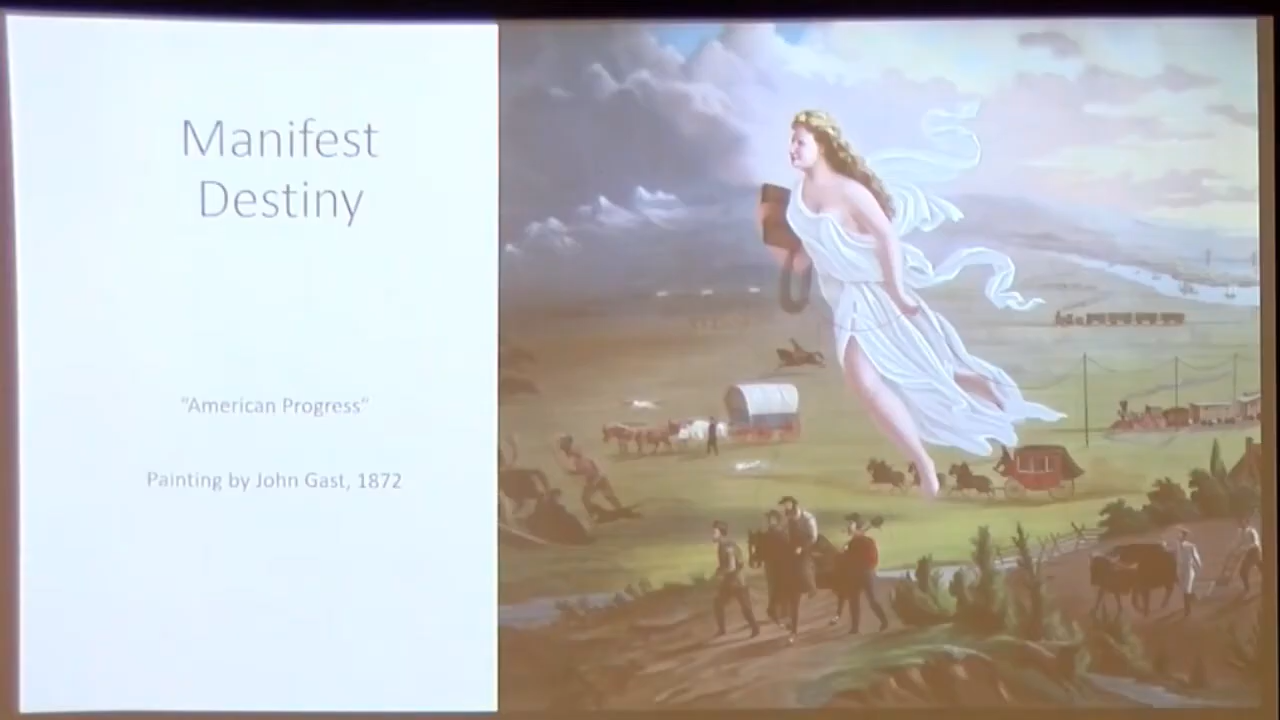 Manifest
Destiny
“American Progress”
Painting by John Gast, 1872